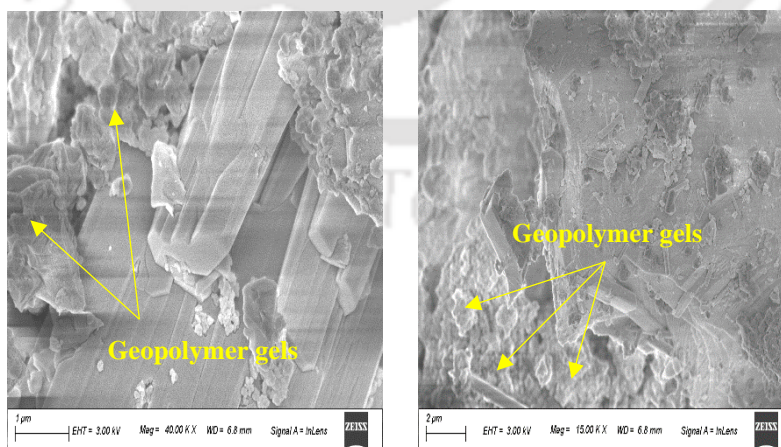 Geopolymer gels
1 µm
EHT = 3.00 kV Mag = 40.00 K X WD = 6.8 mm Signal A = InLens ZEISS
Geopolymer gels
2 µm
EHT = 3.00 kV Mag = 15.00 K X WD = 6.8 mm Signal A = InLens ZEISS